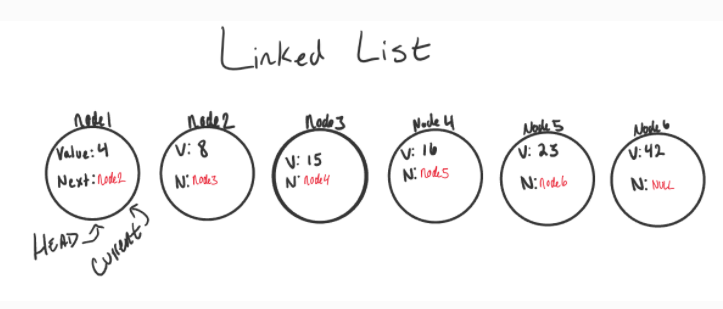 Linked List
node1
Value: 4
Next: node2
HEAD
Current
node2
V: 8
N: node3
node3
V: 15
N: node4
Node 4
V: 16
N: node5
Node 5
V: 23
N: node6
Node 6
V: 42
N: NULL